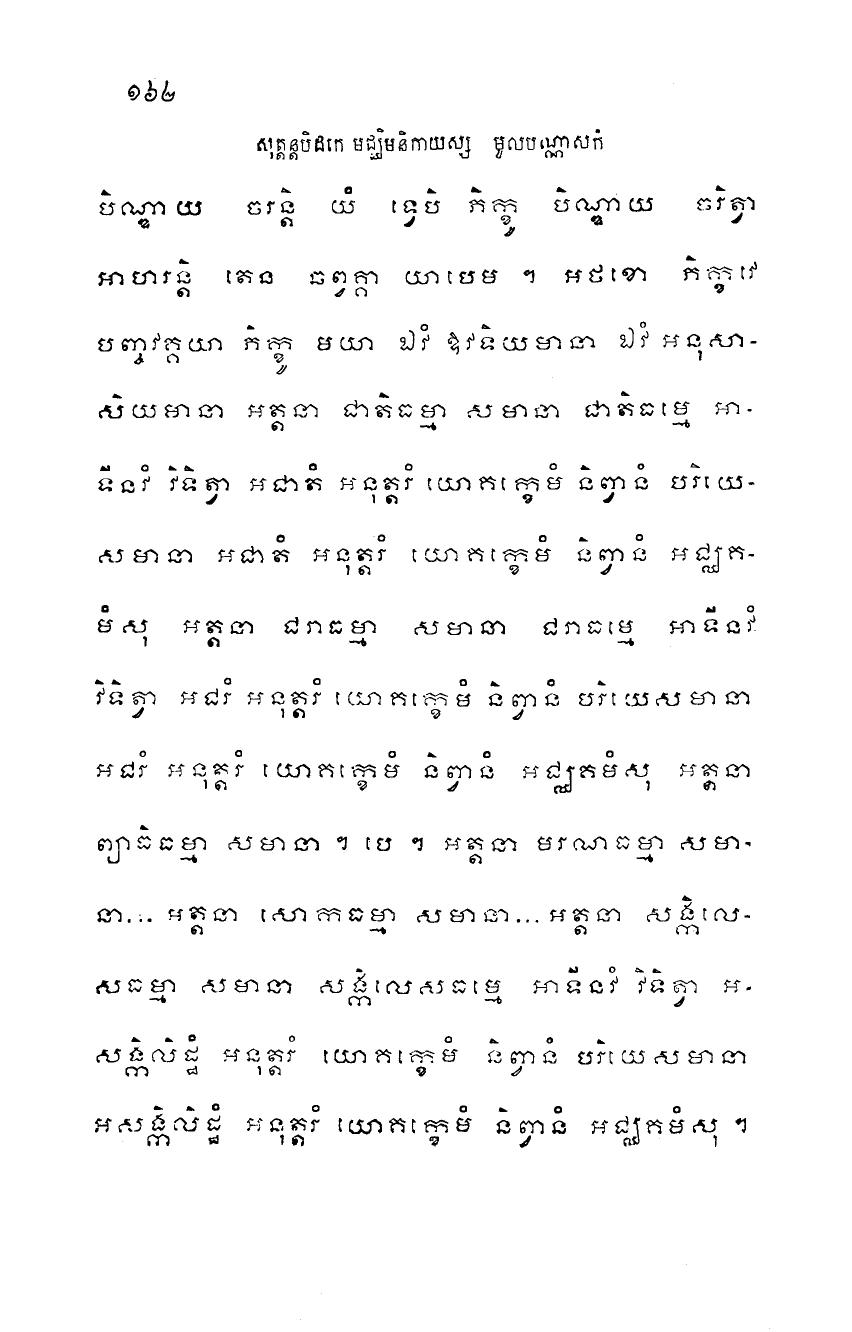 ១៦២
សុត្តន្តបិដកេ មជ្ឈិមនិកាយស្ស មូលបណ្ណាសកំ
បិណ្ឌាយ ចរន្តិ យំ ទ្វេបិ ភិក្ខូ បិណ្ឌាយ ចរិត្វា
អាហរន្តិ តេន ឆព្វគ្គា យាបេម ។ អថខោ ភិក្ខវេ
បញ្ចវគ្គយា ភិក្ខូ មយា ឯវំ ឱវទិយមានា ឯវំ អនុសា-
សិយមានា អត្តនា ជាតិធម្មា សមានា ជាតិធម្មេ អា-
ទីនវំ វិទិត្វា អជាតំ អនុត្តរំ យោគក្ខេមំ និព្វានំ បរិយេ-
សមានា អជាតំ អនុត្តរំ យោគក្ខេមំ និព្វានំ អជ្ឈគ-
មំសុ អត្តនា ជរាធម្មា សមានា ជរាធម្មេ អាទីនវំ
វិទិត្វា អជរំ អនុត្តរំ យោគក្ខេមំ និព្វានំ បរិយេសមានា
អជរំ អនុត្តរំ យោគក្ខេមំ និព្វានំ អជ្ឈគមំសុ អត្តនា
ព្យាធិធម្មា សមានា ។ បេ ។ អត្តនា មរណធម្មា សមា-
នា... អត្តនា សោកធម្មា សមានា... អត្តនា សង្កិលេ-
សធម្មា សមានា សង្កិលេសធម្មេ អាទីនវំ វិទិត្វា អ-
សង្កិលិដ្ឋំ អនុត្តរំ យោគក្ខេមំ និព្វានំ បរិយេសមានា
អសង្កិលិដ្ឋំ អនុត្តរំ យោគក្ខេមំ និព្វានំ អជ្ឈគមំសុ ។